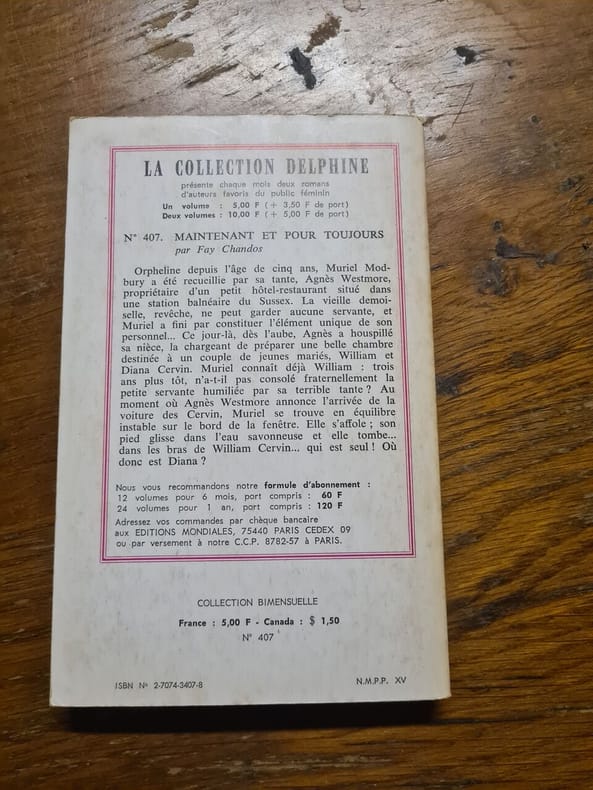 LA COLLECTION DELPHINE
présente chaque mois deux romans
d'auteurs favoris du public féminin
Un volume : 5,00 F (+ 3,50 F de port)
Deux volumes : 10,00 F (+ 5,00 F de port)
N° 407. MAINTENANT ET POUR TOUJOURS
par Fay Chandos
Orpheline depuis l'âge de cinq ans, Muriel Mod-
bury a été recueillie par sa tante, Agnès Westmore,
propriétaire d'un petit hôtel-restaurant situé dans
une station balnéaire du Sussex. La vieille demoi-
selle, revêche, ne peut garder aucune servante, et
Muriel a fini par constituer l'élément unique de son
personnel... Ce jour-là, dès l'aube, Agnès a houspillé
sa nièce, la chargeant de préparer une belle chambre
destinée à un couple de jeunes mariés, William et
Diana Cervin. Muriel connaît déjà William : trois
ans plus tôt, n'a-t-il pas consolé fraternellement la
petite servante humiliée par sa terrible tante ? Au
moment où Agnès Westmore annonce l'arrivée de la
voiture des Cervin, Muriel se trouve en équilibre
instable sur le bord de la fenêtre. Elle s'affole ; son
pied glisse dans l'eau savonneuse et elle tombe...
dans les bras de William Cervin... qui est seul ! Où
donc est Diana ?
Nous vous recommandons notre formule d'abonnement :
12 volumes pour 6 mois, port compris : 60 F
24 volumes pour 1 an, port compris : 120 F
Adressez vos commandes par chèque bancaire
aux EDITIONS MONDIALES, 75440 PARIS CEDEX 09
ou par versement à notre C.C.P. 8782-57 à PARIS.
COLLECTION BIMENSUELLE
France : 5,00 F - Canada : $ 1,50
N° 407
ISBN N° 2-7074-3407-8 N.M.P.P. XV